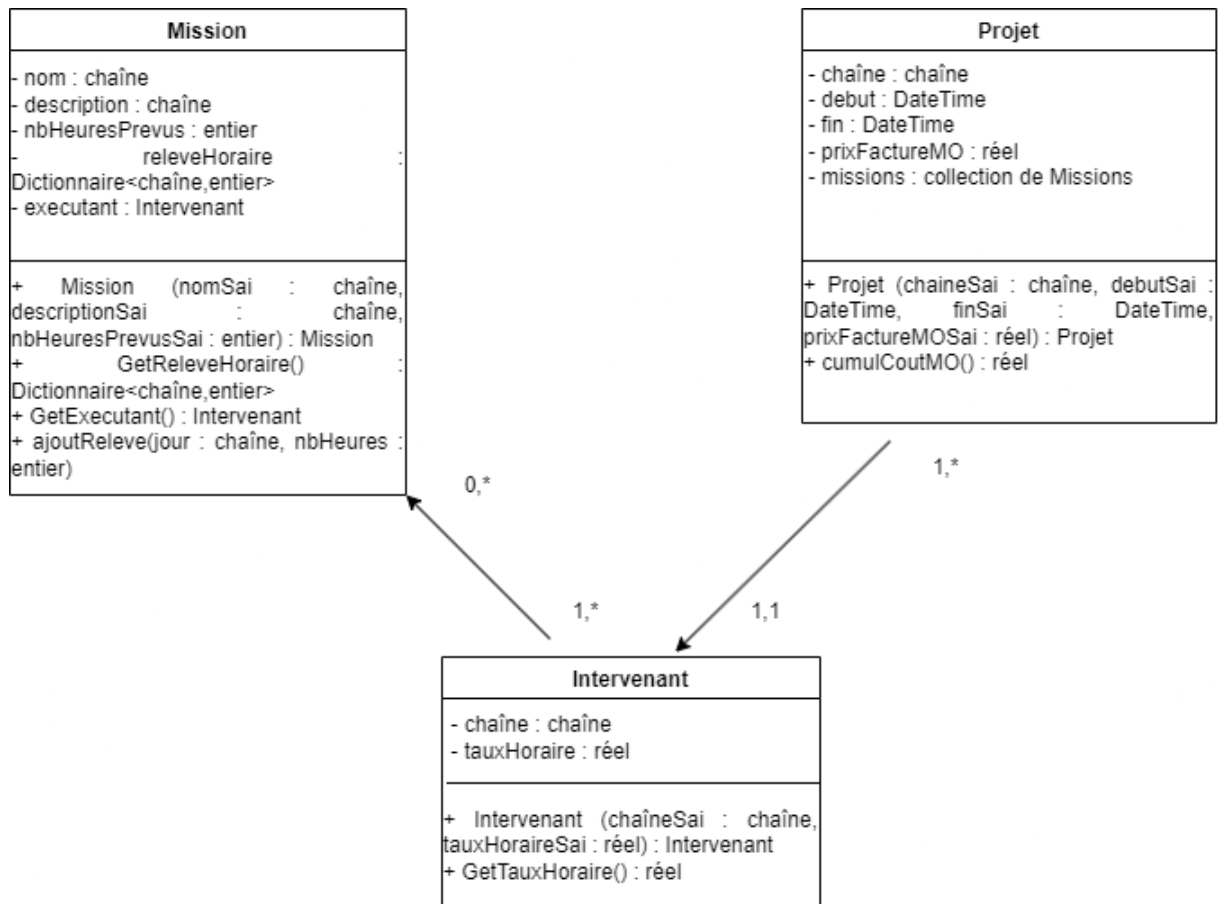 Mission
- nom : chaîne
- description : chaîne
- nbHeuresPrevus : entier
- releveHoraire :
Dictionnaire<chaîne,entier>
- executant : Intervenant
+ Mission (nomSai : chaîne,
descriptionSai : chaîne,
nbHeuresPrevusSai : entier) : Mission
+ GetReleveHoraire() :
Dictionnaire<chaîne,entier>
+ GetExecutant() : Intervenant
+ ajoutReleve(jour : chaîne, nbHeures :
entier)
Projet
- chaîne : chaîne
- debut : DateTime
- fin : DateTime
- prixFactureMO : réel
- missions : collection de Missions
+ Projet (chaineSai : chaîne, debutSai :
DateTime, finSai : DateTime,
prixFactureMOSai : réel) : Projet
+ cumulCoutMO() : réel
0,*
1,*
1,*
1,1
Intervenant
- chaîne : chaîne
- tauxHoraire : réel
+ Intervenant (chaîneSai : chaîne,
tauxHoraireSai : réel) : Intervenant
+ GetTauxHoraire() : réel